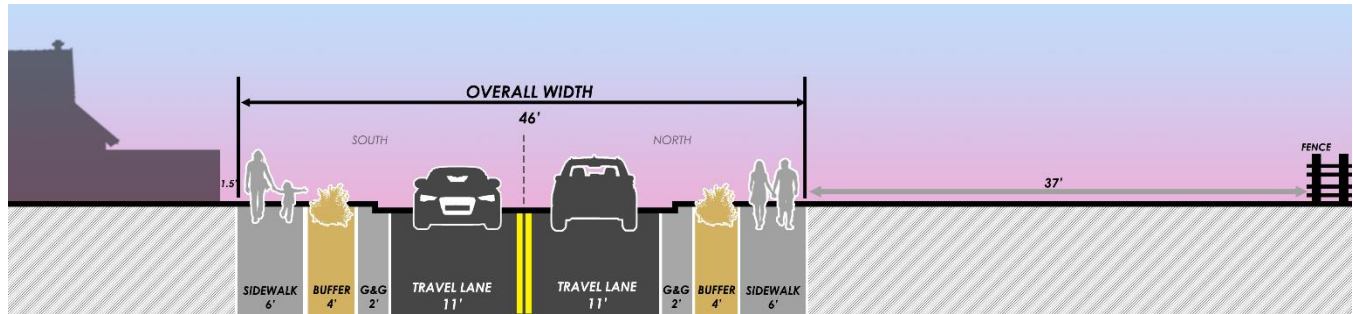 OVERALL WIDTH
46'
SOUTH
NORTH
FENCE
1.5'
37'
SIDEWALK
6'
BUFFER
4'
G&G
2'
TRAVEL LANE
11'
TRAVEL LANE
11'
G&G
2'
BUFFER
4'
SIDEWALK
6'